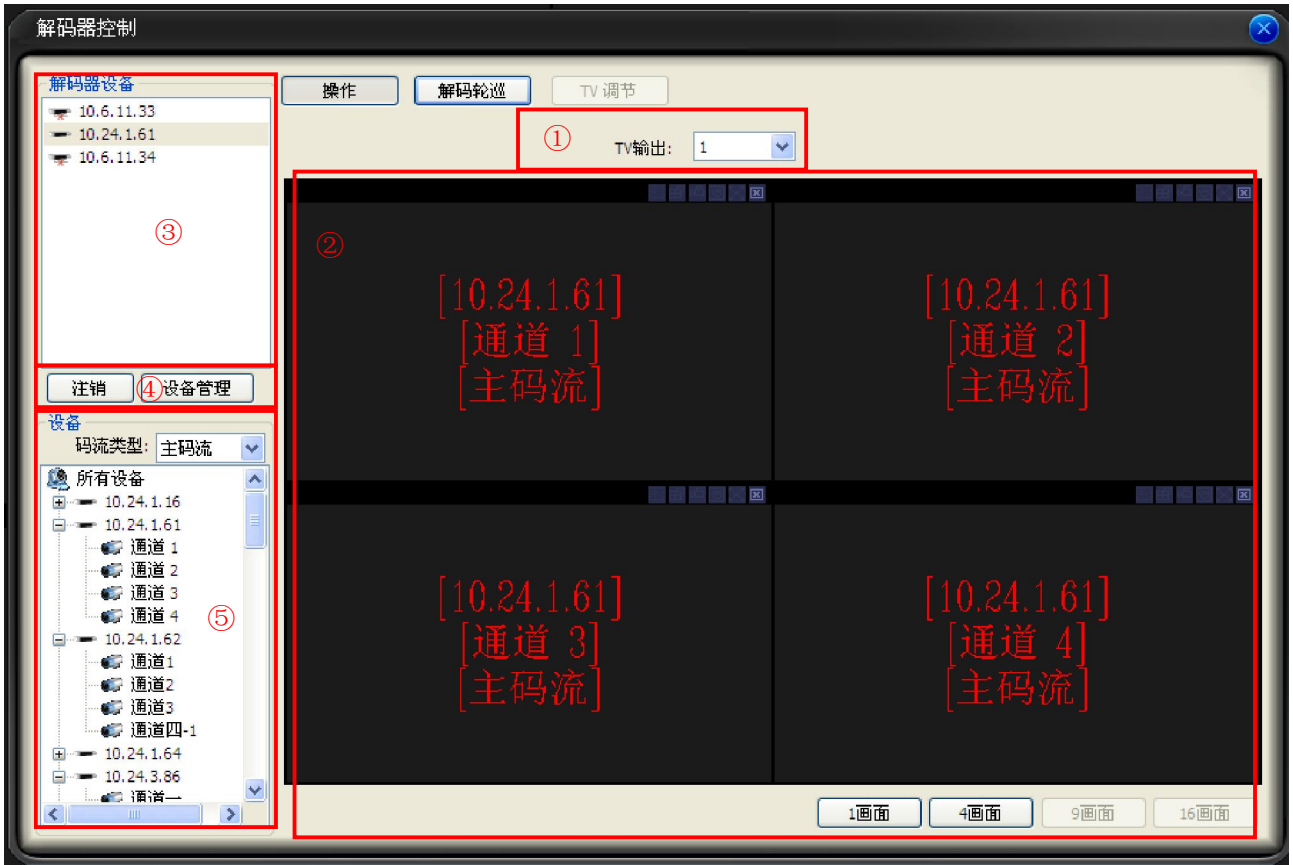 解码器控制
解码器设备
10.6.11.33
10.24.1.61
10.6.11.34
③
注销 ④ 设备管理
设备
码流类型: 主码流
所有设备
10.24.1.16
10.24.1.61
通道 1
通道 2
通道 3
通道 4
⑤
10.24.1.62
通道1
通道2
通道3
通道四-1
10.24.1.64
10.24.3.86
通道一
操作 解码轮巡 TV 调节
① TV输出: 1
②
[10.24.1.61]
[通道 1]
[主码流]
[10.24.1.61]
[通道 2]
[主码流]
[10.24.1.61]
[通道 3]
[主码流]
[10.24.1.61]
[通道 4]
[主码流]
1画面 4画面 9画面 16画面